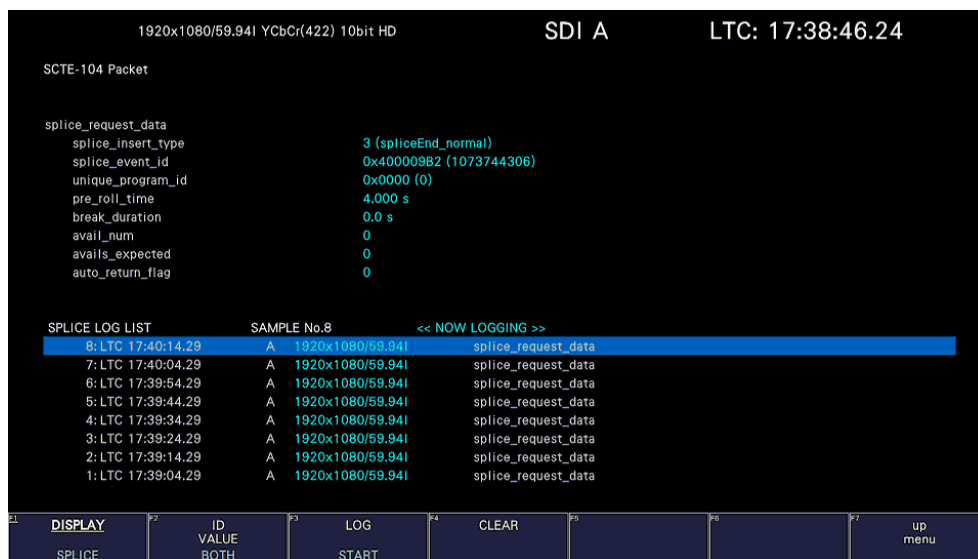 1920x1080/59.94I YCbCr(422) 10bit HD SDI A LTC: 17:38:46.24
SCTE-104 Packet
splice_request_data
splice_insert_type 3 (spliceEnd_normal)
splice_event_id 0x400009B2 (1073744306)
unique_program_id 0x0000 (0)
pre_roll_time 4.000 s
break_duration 0.0 s
avail_num 0
avails_expected 0
auto_return_flag 0
SPLICE LOG LIST SAMPLE No.8 << NOW LOGGING >>
8: LTC 17:40:14.29 A 1920x1080/59.94I splice_request_data
7: LTC 17:40:04.29 A 1920x1080/59.94I splice_request_data
6: LTC 17:39:54.29 A 1920x1080/59.94I splice_request_data
5: LTC 17:39:44.29 A 1920x1080/59.94I splice_request_data
4: LTC 17:39:34.29 A 1920x1080/59.94I splice_request_data
3: LTC 17:39:24.29 A 1920x1080/59.94I splice_request_data
2: LTC 17:39:14.29 A 1920x1080/59.94I splice_request_data
1: LTC 17:39:04.29 A 1920x1080/59.94I splice_request_data
F1 DISPLAY F2 ID F3 LOG F4 CLEAR F5 F6 F7 up
VALUE menu
SPLICE BOTH START